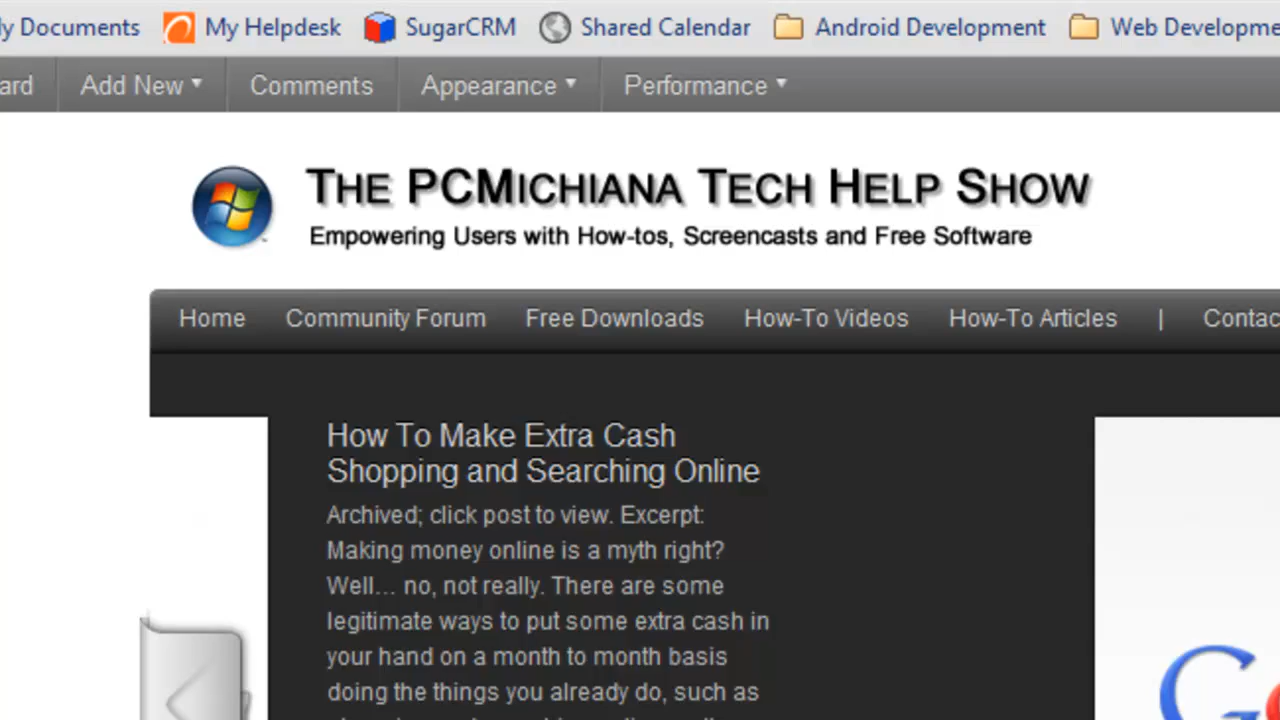 Documents My Helpdesk SugarCRM Shared Calendar Android Development Web
Add New Comments Appearance Performance
THE PCMICHIANA TECH HELP SHOW
Empowering Users with How-tos, Screencasts and Free Software
Home Community Forum Free Downloads How-To Videos How-To Articles |
How To Make Extra Cash
Shopping and Searching Online
Archived; click post to view. Excerpt:
Making money online is a myth right?
Well... no, not really. There are some
legitimate ways to put some extra cash in
your hand on a month to month basis
doing the things you already do, such as